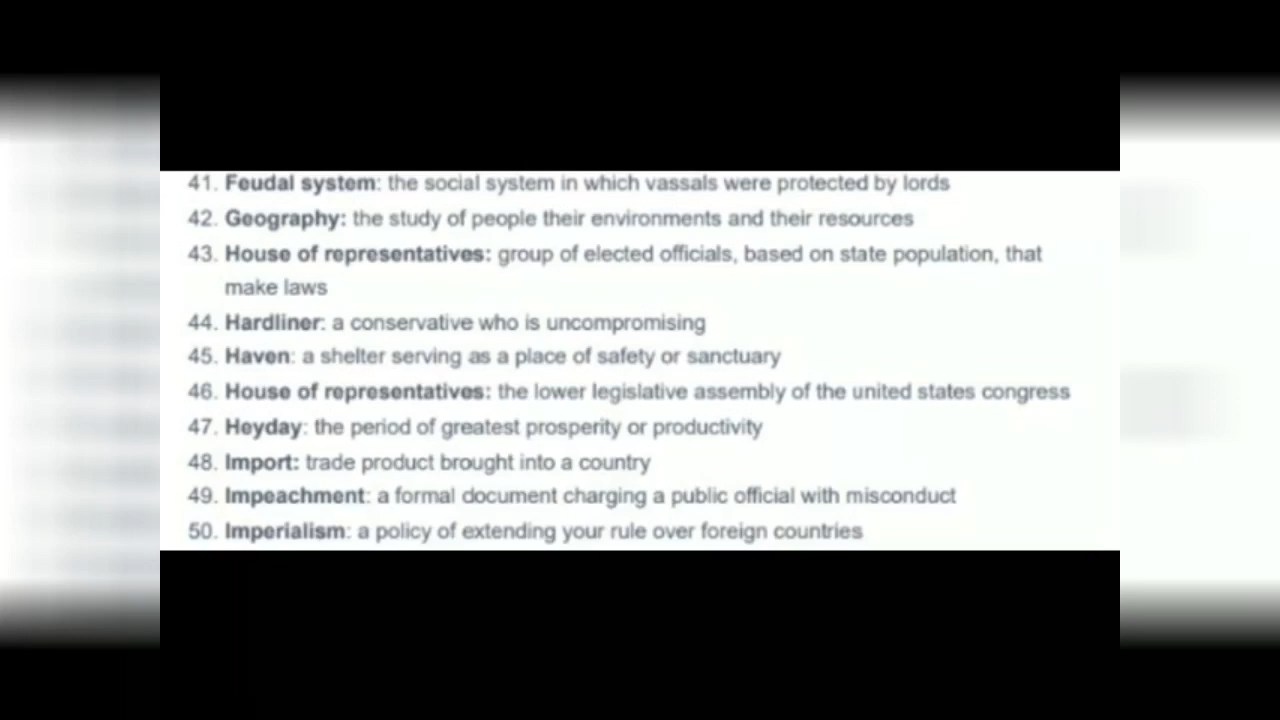 41. Feudal system: the social system in which vassals were protected by lords
42. Geography: the study of people their environments and their resources
43. House of representatives: group of elected officials, based on state population, that
make laws
44. Hardliner: a conservative who is uncompromising
45. Haven: a shelter serving as a place of safety or sanctuary
46. House of representatives: the lower legislative assembly of the united states congress
47. Heyday: the period of greatest prosperity or productivity
48. Import: trade product brought into a country
49. Impeachment: a formal document charging a public official with misconduct
50. Imperialism: a policy of extending your rule over foreign countries